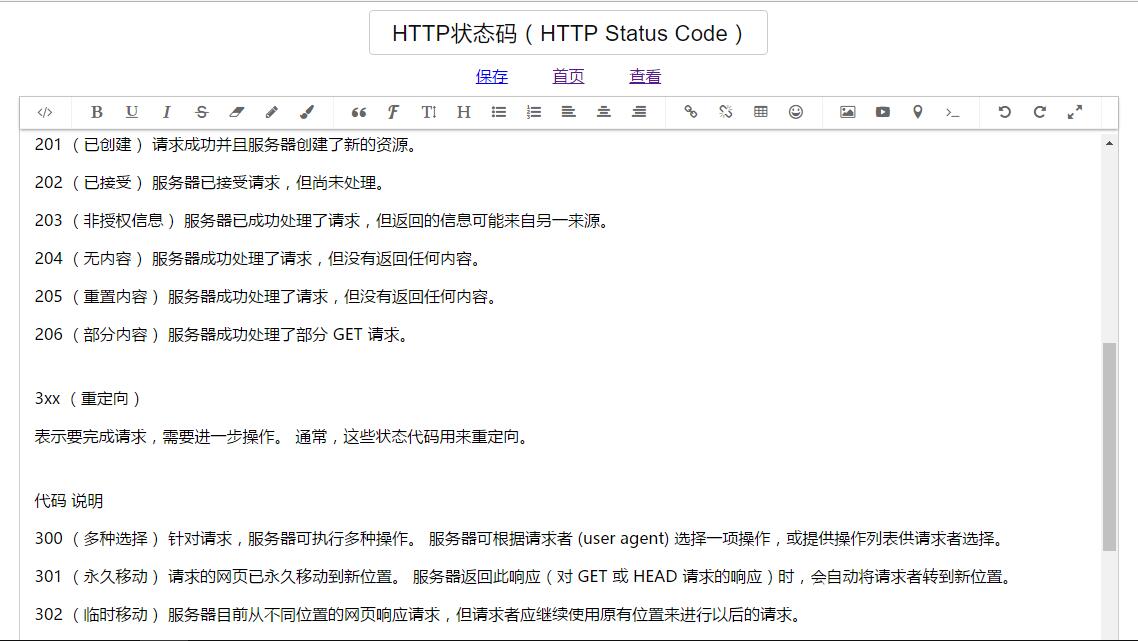 HTTP状态码（HTTP Status Code）
保存 首页 查看
201 （已创建） 请求成功并且服务器创建了新的资源。
202 （已接受） 服务器已接受请求，但尚未处理。
203 （非授权信息） 服务器已成功处理了请求，但返回的信息可能来自另一来源。
204 （无内容） 服务器成功处理了请求，但没有返回任何内容。
205 （重置内容） 服务器成功处理了请求，但没有返回任何内容。
206 （部分内容） 服务器成功处理了部分 GET 请求。
3xx （重定向）
表示要完成请求，需要进一步操作。 通常，这些状态代码用来重定向。
代码 说明
300 （多种选择） 针对请求，服务器可执行多种操作。 服务器可根据请求者 (user agent) 选择一项操作，或提供操作列表供请求者选择。
301 （永久移动） 请求的网页已永久移动到新位置。 服务器返回此响应（对 GET 或 HEAD 请求的响应）时，会自动将请求者转到新位置。
302 （临时移动） 服务器目前从不同位置的网页响应请求，但请求者应继续使用原有位置来进行以后的请求。